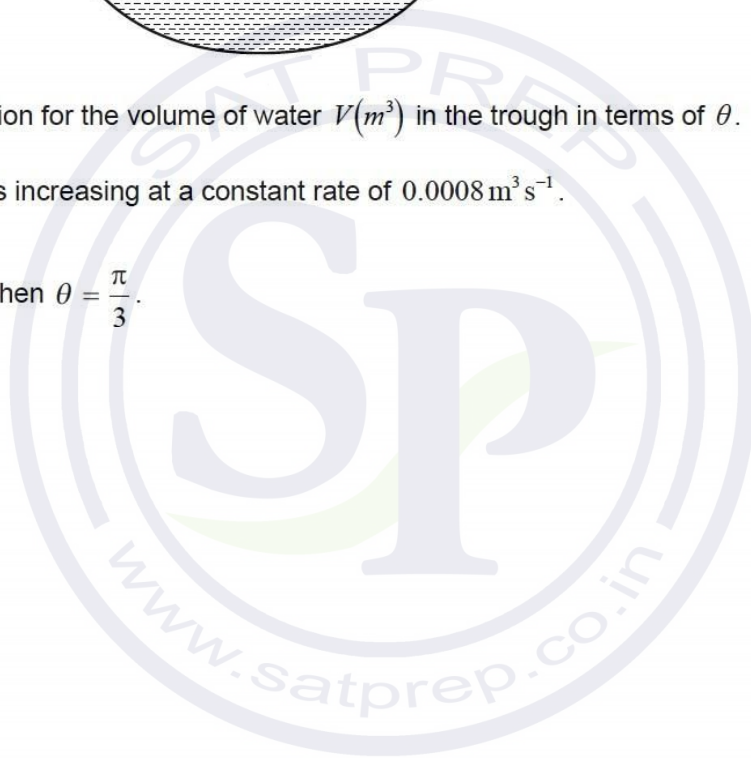 ion for the volume of water V(m³) in the trough in terms of θ.
s increasing at a constant rate of 0.0008 m³ s⁻¹.
hen θ = π/3.
SAT PREP
SP
www.satprep.co.in